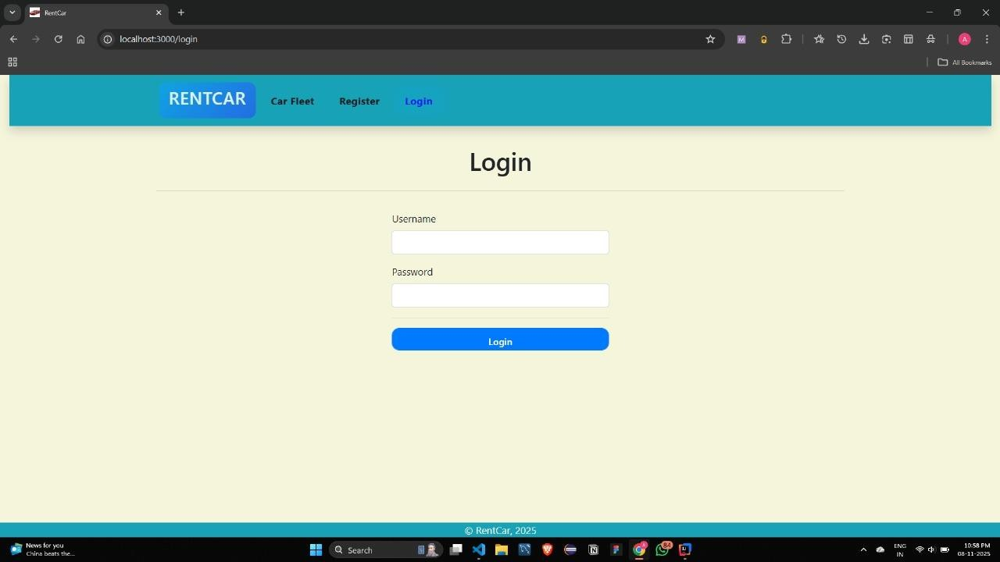 RentCar
localhost:3000/login
M
A
All Bookmarks
RENTCAR
Car Fleet
Register
Login
Login
Username
Password
Login
© RentCar, 2025
News for you
China beats the...
Search
84
ENG
IN
10:58 PM
08-11-2025